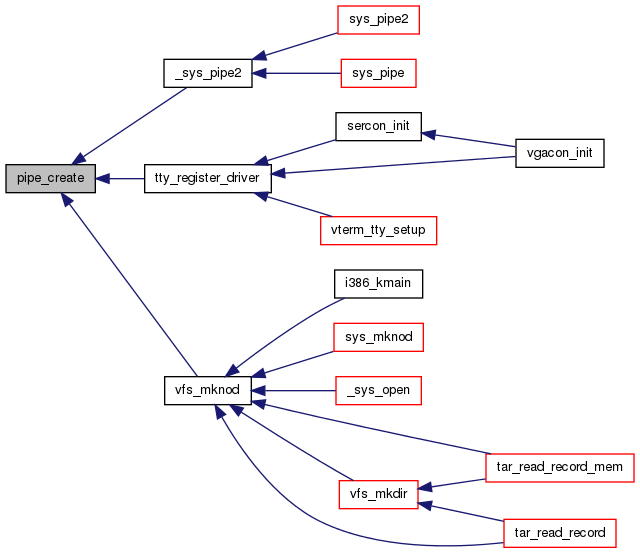 sys_pipe2
_sys_pipe2
sys_pipe
sercon_init
vgacon_init
pipe_create
tty_register_driver
vterm_tty_setup
i386_kmain
sys_mknod
vfs_mknod
_sys_open
tar_read_record_mem
vfs_mkdir
tar_read_record